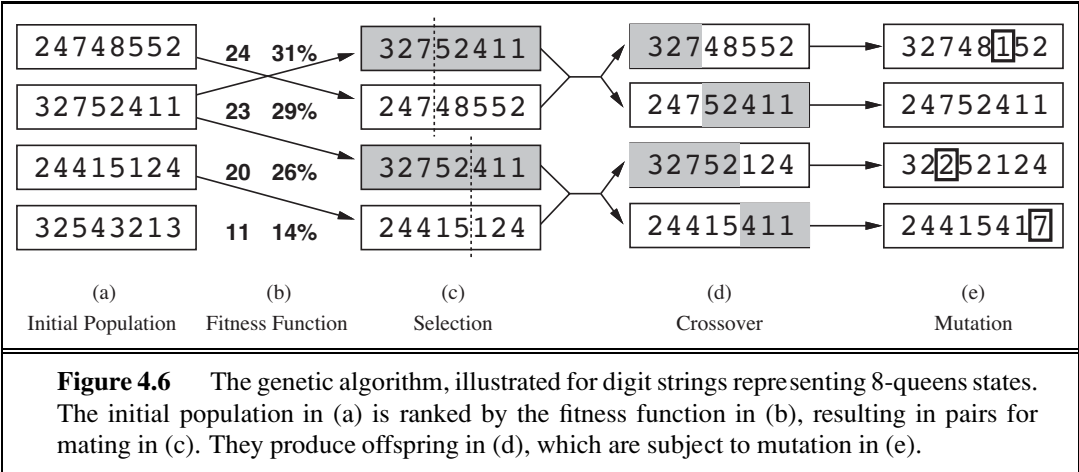 24748552 24 31% 32752411 32748552 32748152
32752411 23 29% 24748552 24752411 24752411
24415124 20 26% 32752411 32752124 32252124
32543213 11 14% 24415124 24415411 24415417
(a) (b) (c) (d) (e)
Initial Population Fitness Function Selection Crossover Mutation
Figure 4.6 The genetic algorithm, illustrated for digit strings representing 8-queens states.
The initial population in (a) is ranked by the fitness function in (b), resulting in pairs for
mating in (c). They produce offspring in (d), which are subject to mutation in (e).